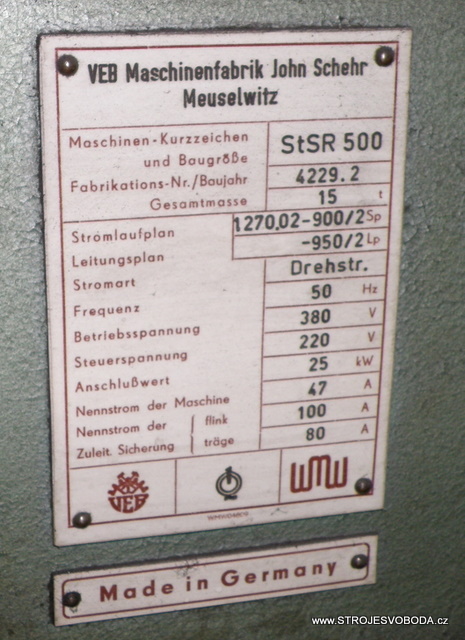 VEB Maschinenfabrik John Schehr
Meuselwitz
Maschinen-Kurzzeichen
und Baugröße StSR 500
Fabrikations-Nr./Baujahr 4229.2
Gesamtmasse 15 t
Stromlaufplan 1270.02-900/2 Sp
Leitungsplan -950/2 Lp
Stromart Drehstr.
Frequenz 50 Hz
Betriebsspannung 380 V
Steuerspannung 220 V
Anschlußwert 25 kW
Nennstrom der Maschine 47 A
Nennstrom der flink 100 A
Zuleit. Sicherung träge 80 A
VEB WMW
Made in Germany
www.STROJESVOBODA.cz